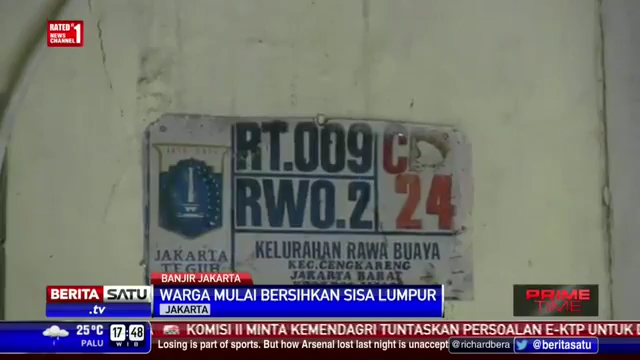 RATED #1
NEWS CHANNEL
JAYA RAYA
JAKARTA
TEGUH
RT.009
RW0.2
24
KELURAHAN RAWA BUAYA
KEC.CENGKARENG
JAKARTA BARAT
BANJIR JAKARTA
BERITA SATU .tv
WARGA MULAI BERSIHKAN SISA LUMPUR
JAKARTA
PRIME TIME
25°C
PALU
17:48
WIB
KOMISI II MINTA KEMENDAGRI TUNTASKAN PERSOALAN E-KTP UNTUK
Losing is part of sports. But how Arsenal lost last night is unaccept
@richardbera
@beritasatu